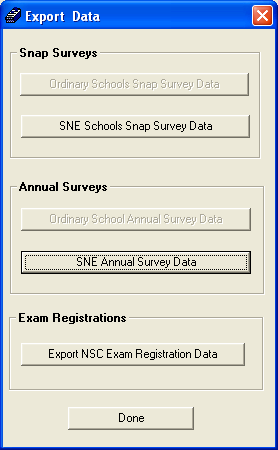 Export Data
Snap Surveys
Ordinary Schools Snap Survey Data
SNE Schools Snap Survey Data
Annual Surveys
Ordinary School Annual Survey Data
SNE Annual Survey Data
Exam Registrations
Export NSC Exam Registration Data
Done